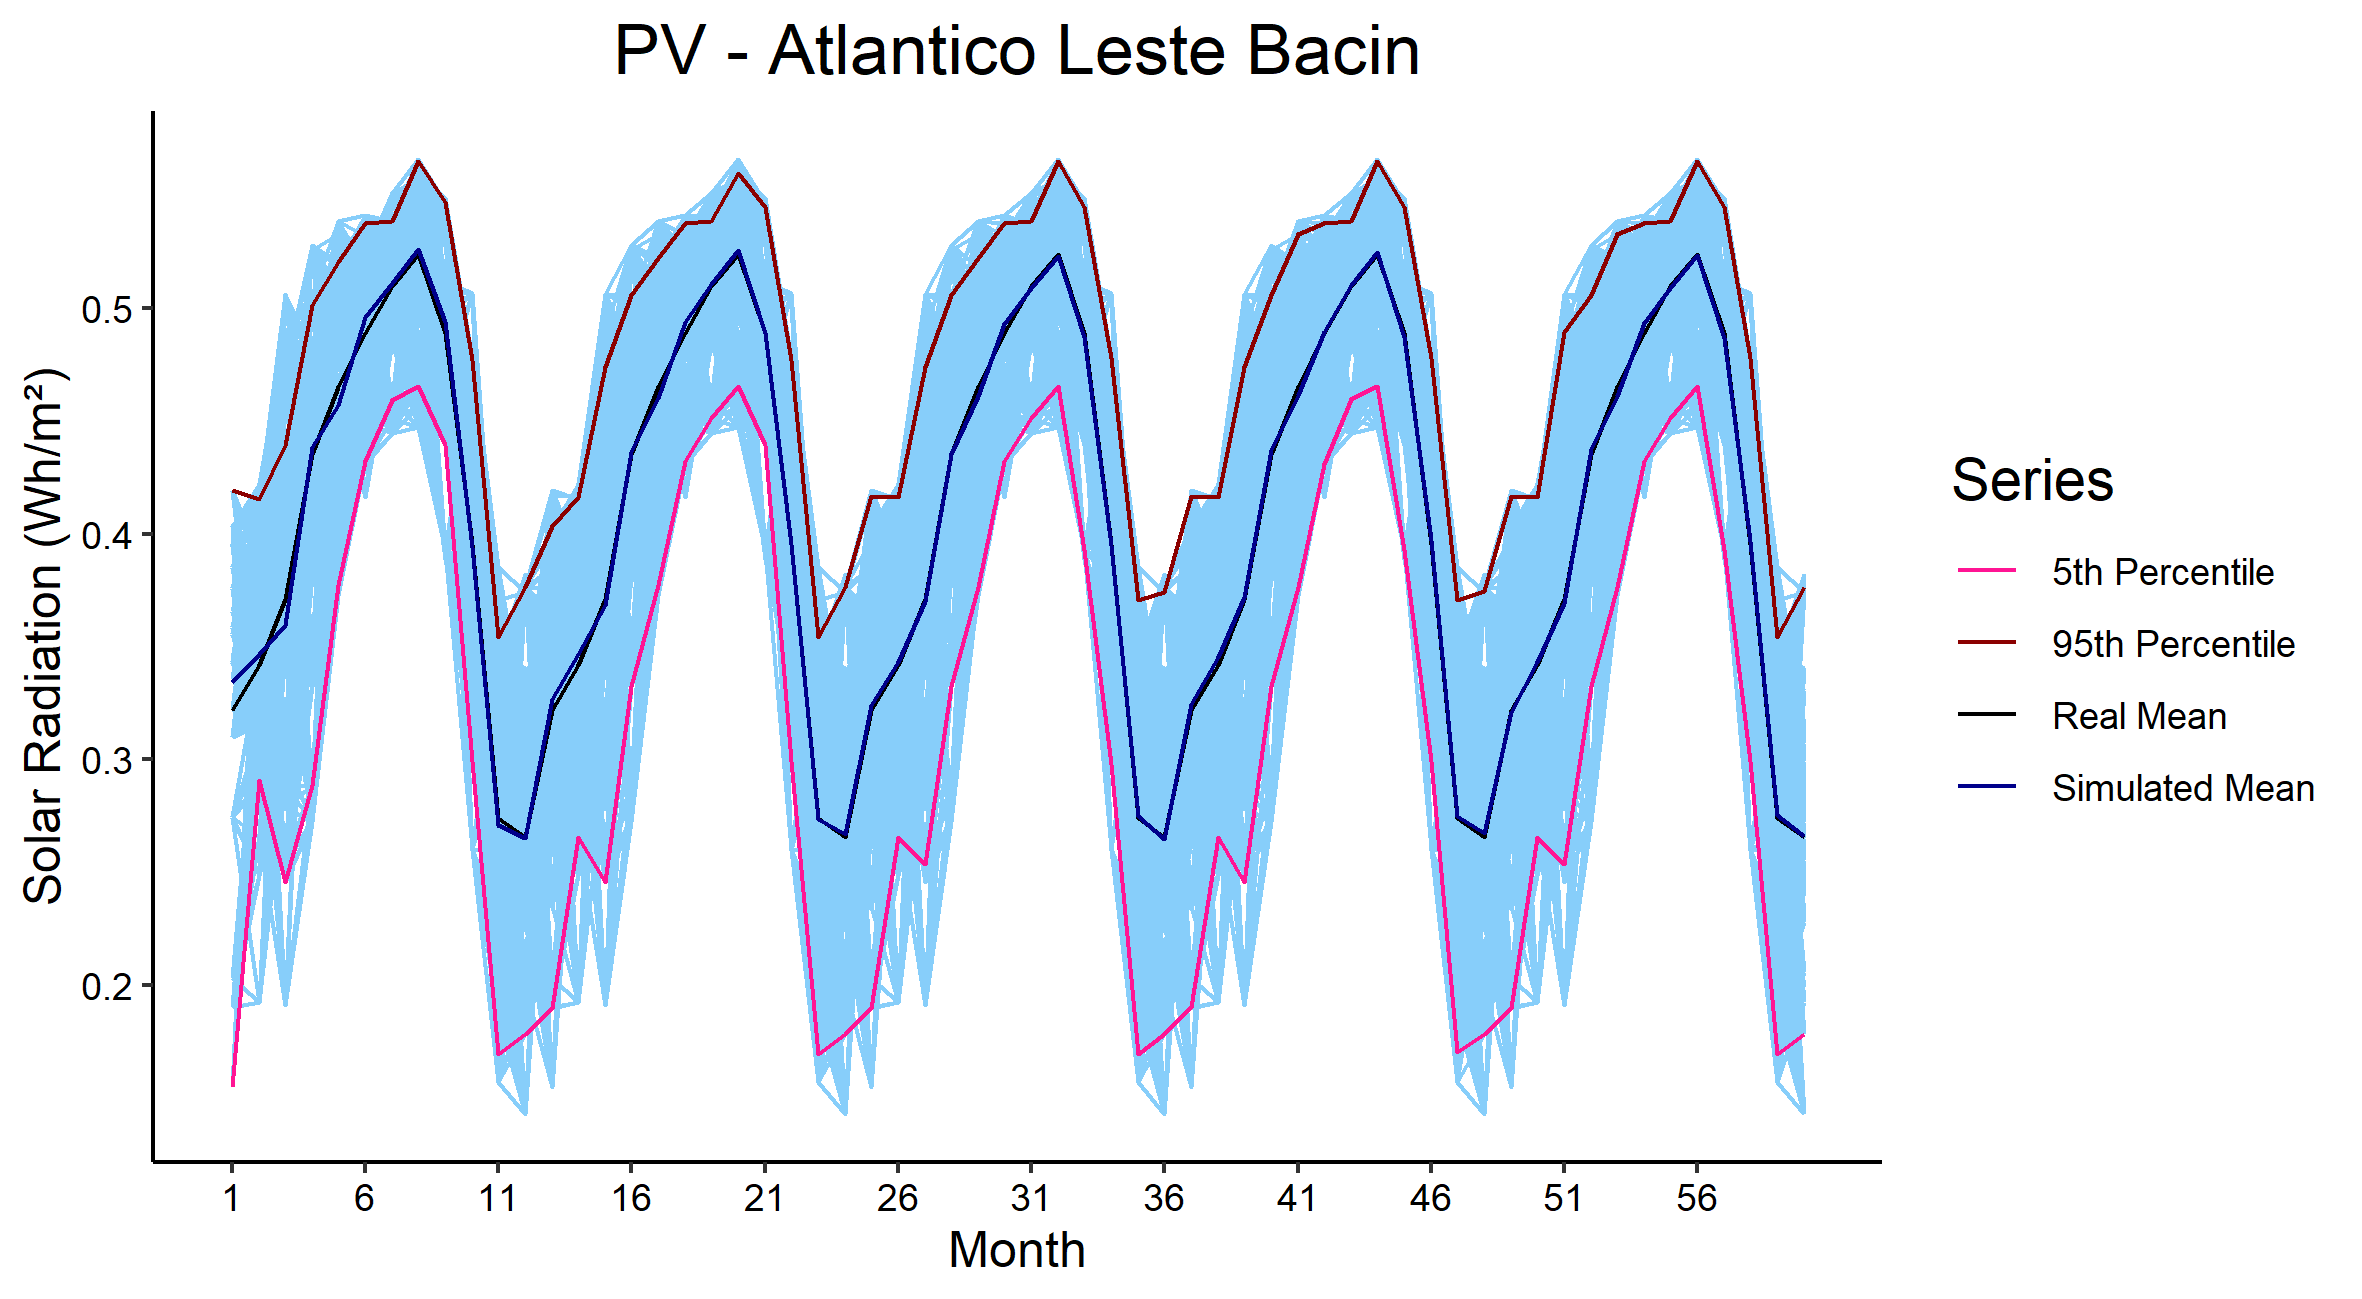 PV - Atlantico Leste Bacin
Solar Radiation (Wh/m²)
0.5
0.4
0.3
0.2
1 6 11 16 21 26 31 36 41 46 51 56
Month
Series
5th Percentile
95th Percentile
Real Mean
Simulated Mean